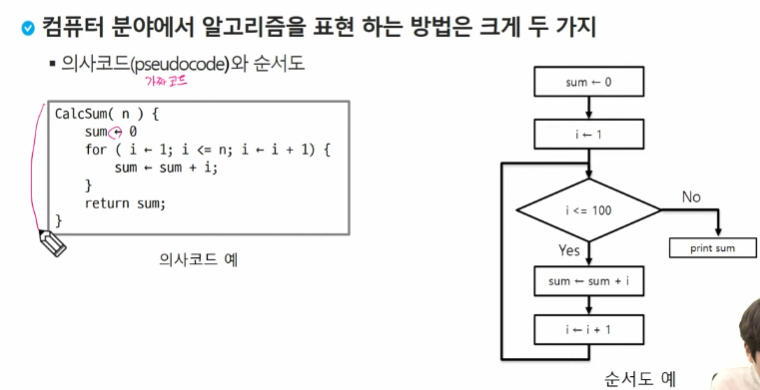 컴퓨터 분야에서 알고리즘을 표현 하는 방법은 크게 두 가지
▪ 의사코드(pseudocode)와 순서도
가짜코드
CalcSum( n ) {
sum ← 0
for ( i ← 1; i <= n; i ← i + 1) {
sum ← sum + i;
}
return sum;
}
의사코드 예
sum ← 0
i ← 1
i <= 100
No
print sum
Yes
sum ← sum + i
i ← i + 1
순서도 예